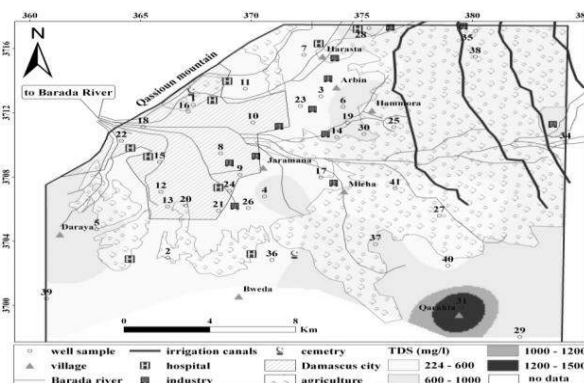 360 365 370 375 380 38
3716
3712
3708
3704
3700
N
Qassioun mountain
to Barada River
28
35
7
Harasta
38
11
Arbin
3
16
23
6
Hammora
10
19
25
18
14
30
34
22
8
15
Jaramana
9
17
Micha
12
24
4
41
13
20
21
26
27
5
Daraya
37
2
36
40
39
Bweda
31
29
0 4 8
Km
well sample irrigation canals cemetry TDS (mg/l) 1000 - 1200
village hospital Damascus city 224 - 600 1200 - 1500
Barada river industry agriculture 600 - 1000 no data